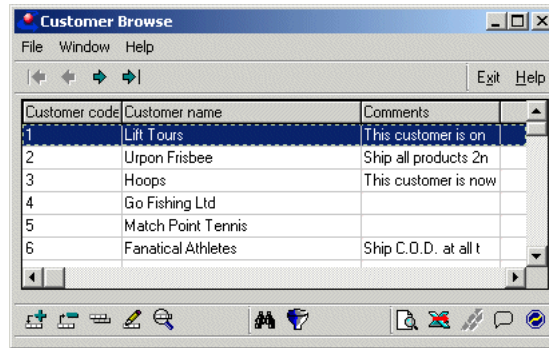 Customer Browse
File Window Help
Exit Help
Customer code Customer name Comments
1 Lift Tours This customer is on
2 Urpon Frisbee Ship all products 2n
3 Hoops This customer is now
4 Go Fishing Ltd
5 Match Point Tennis
6 Fanatical Athletes Ship C.O.D. at all t